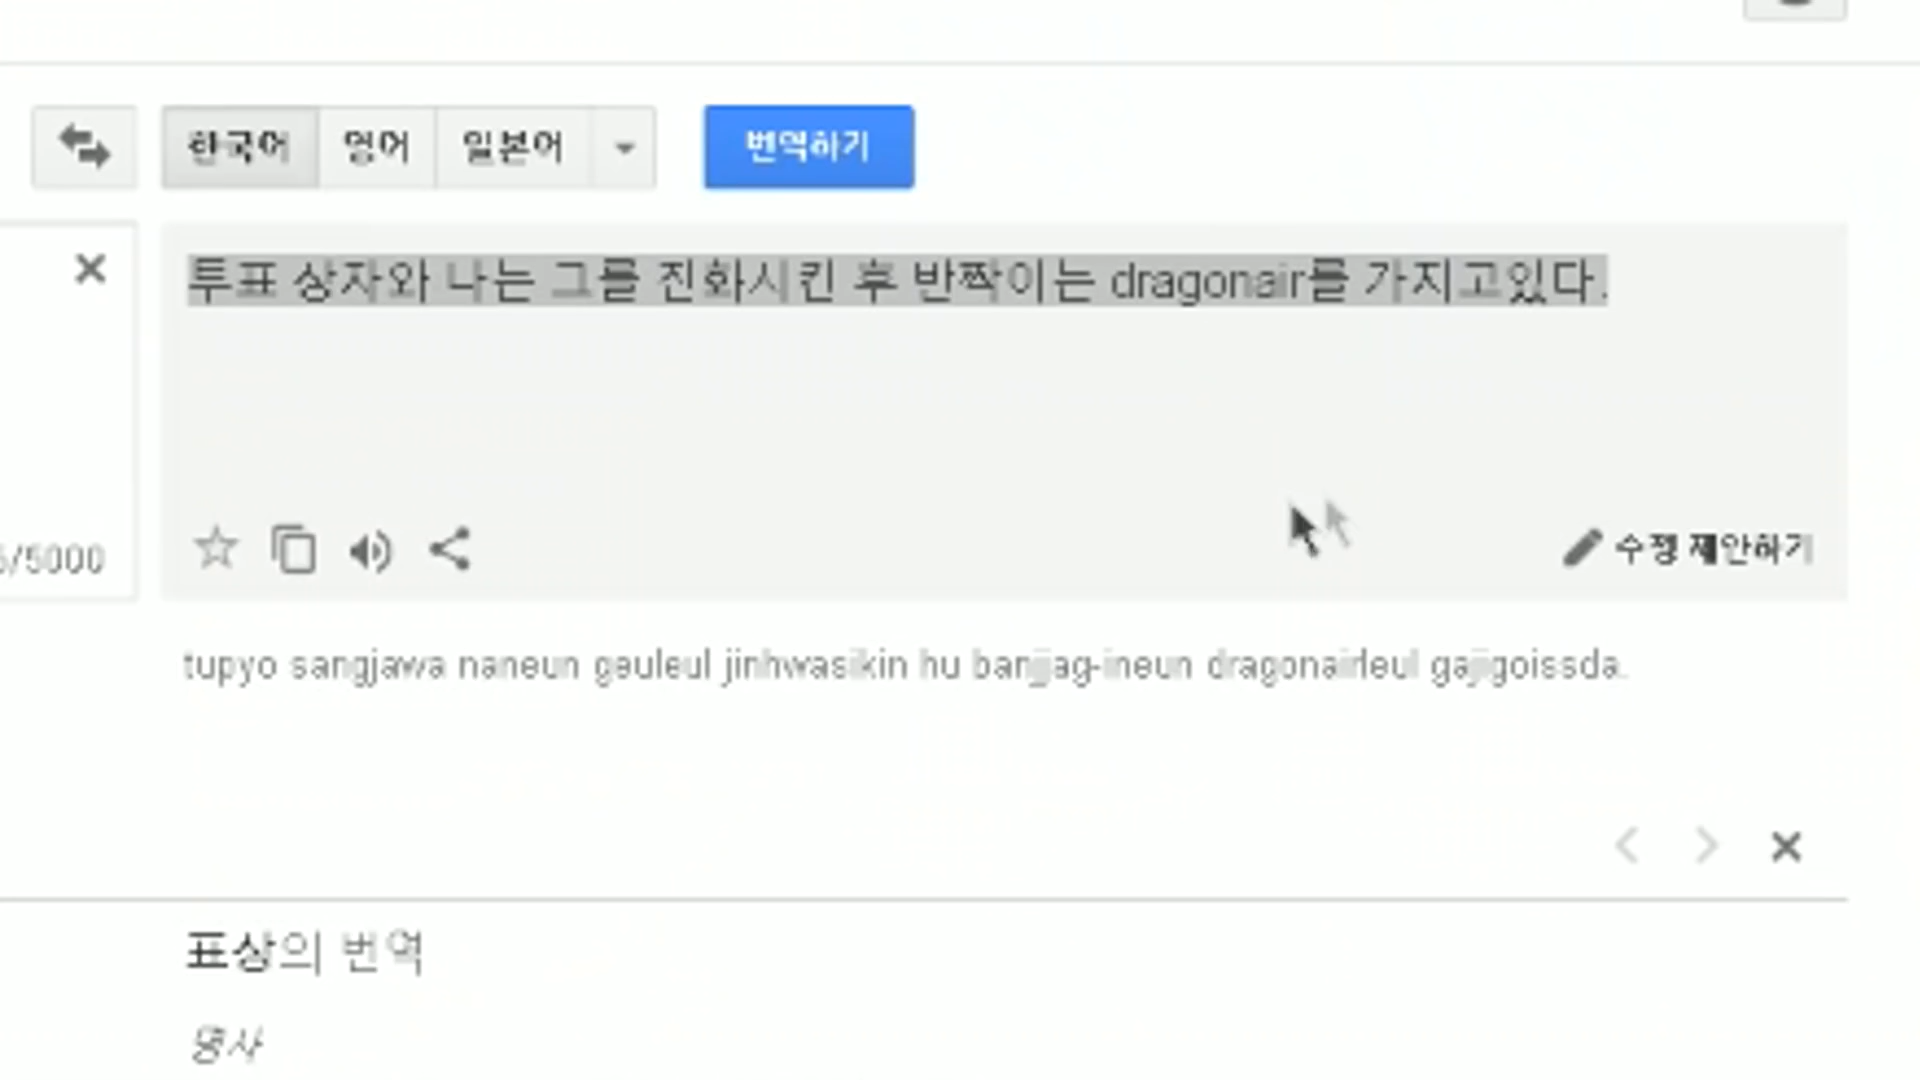 한국어 영어 일본어 번역하기
투표 상자와 나는 그를 진화시킨 후 반짝이는 dragonair를 가지고있다.
/5000
수정 제안하기
tupyo sangjawa naneun geuleul jinhwasikin hu banjjag-ineun dragonairleul gajigoissda.
표상의 번역
명사